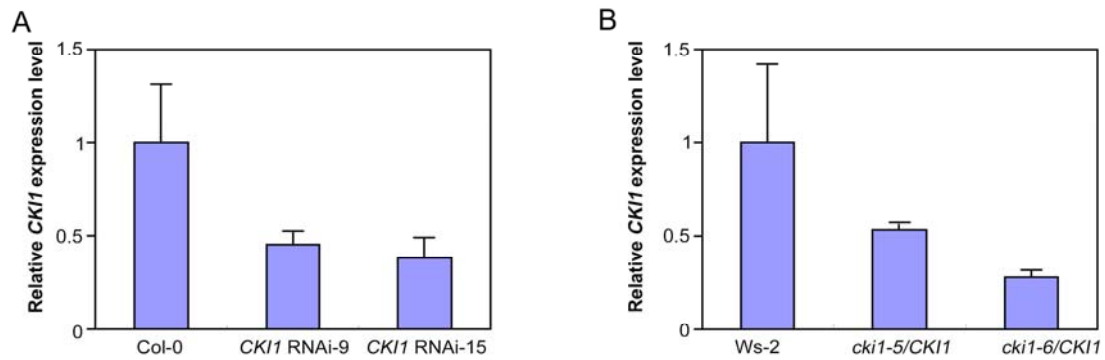 A
Relative CKI1 expression level
1.5
1
0.5
0
Col-0
CKI1 RNAi-9
CKI1 RNAi-15
B
Relative CKI1 expression level
1.5
1
0.5
0
Ws-2
cki1-5/CKI1
cki1-6/CKI1